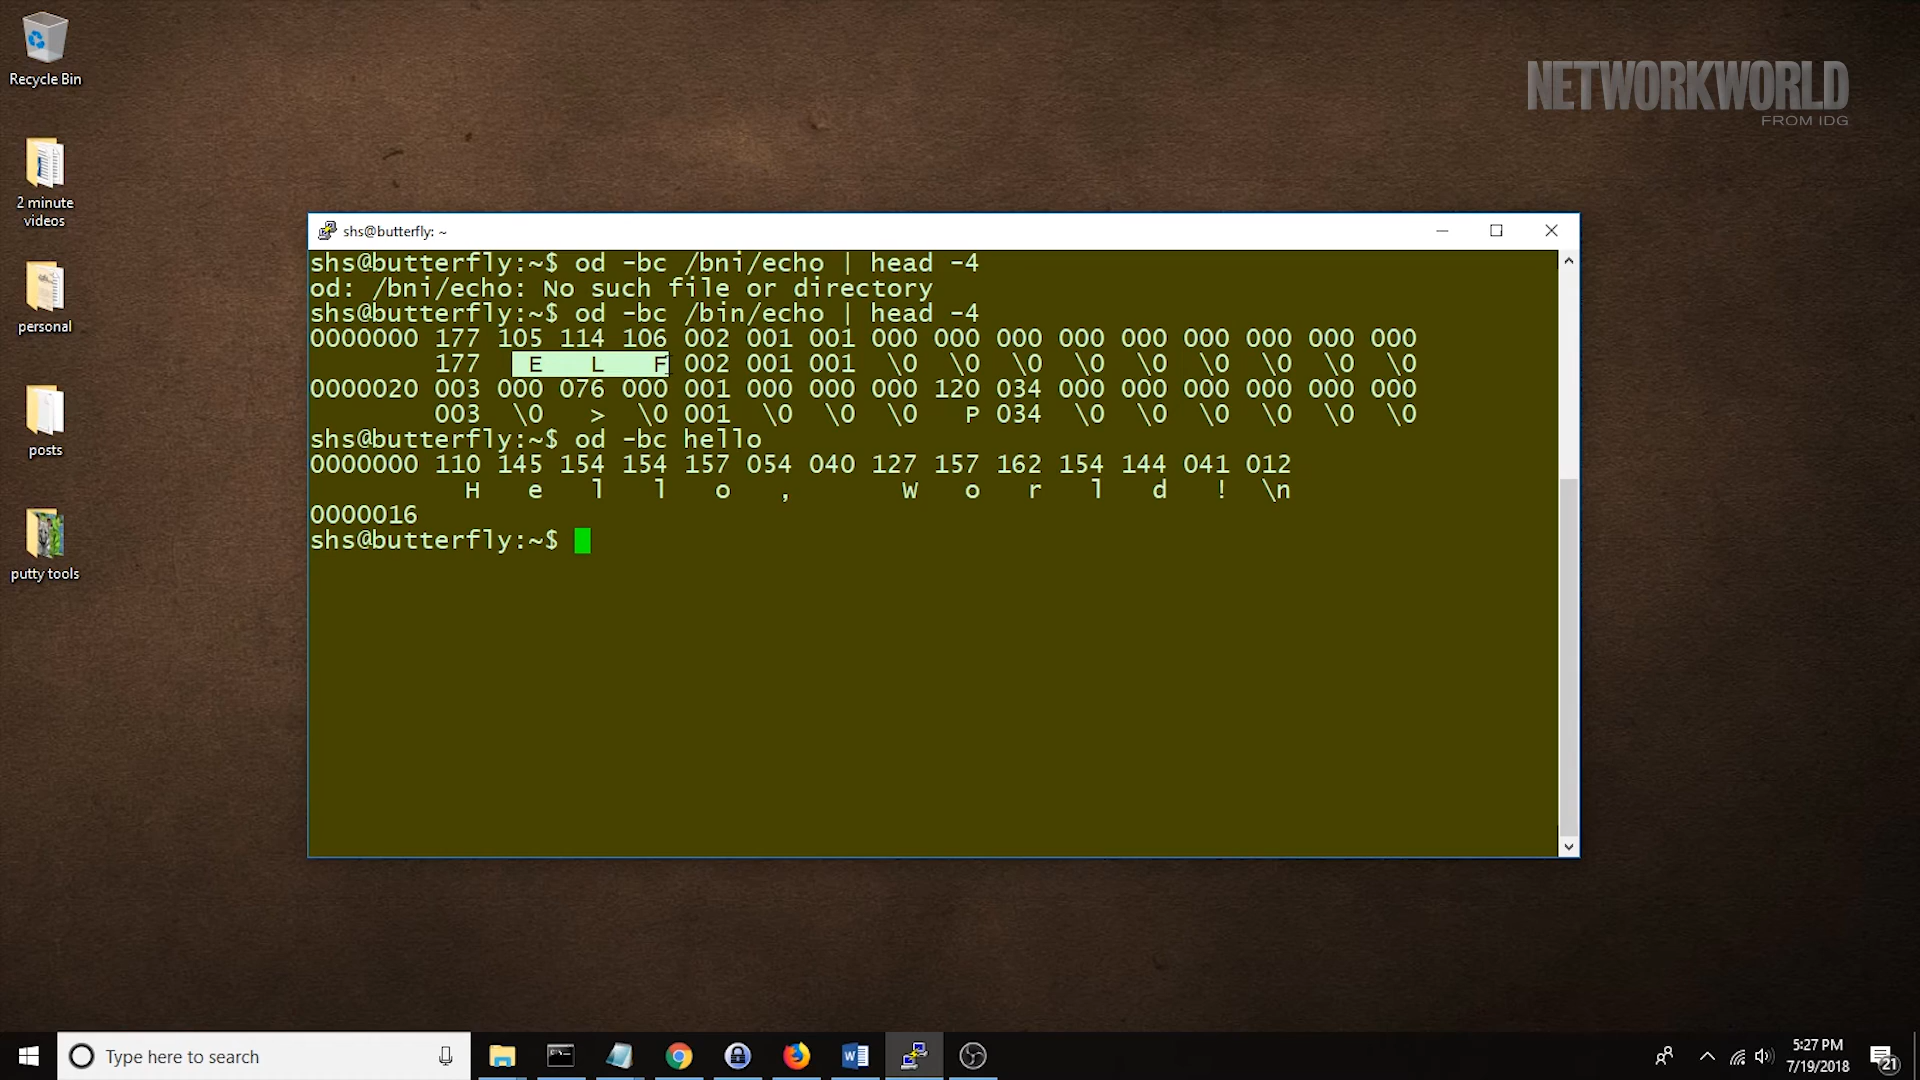 Recycle Bin
2 minute
videos
personal
posts
putty tools
NETWORKWORLD
FROM IDG
shs@butterfly: ~
shs@butterfly:~$ od -bc /bni/echo | head -4
od: /bni/echo: No such file or directory
shs@butterfly:~$ od -bc /bin/echo | head -4
0000000 177 105 114 106 002 001 001 000 000 000 000 000 000 000 000 000
177 E L F 002 001 001 \0 \0 \0 \0 \0 \0 \0 \0 \0
0000020 003 000 076 000 001 000 000 000 120 034 000 000 000 000 000 000
003 \0 > \0 001 \0 \0 \0 P 034 \0 \0 \0 \0 \0 \0
shs@butterfly:~$ od -bc hello
0000000 110 145 154 154 157 054 040 127 157 162 154 144 041 012
H e l l o , W o r l d ! \n
0000016
shs@butterfly:~$
Type here to search
5:27 PM
7/19/2018
21